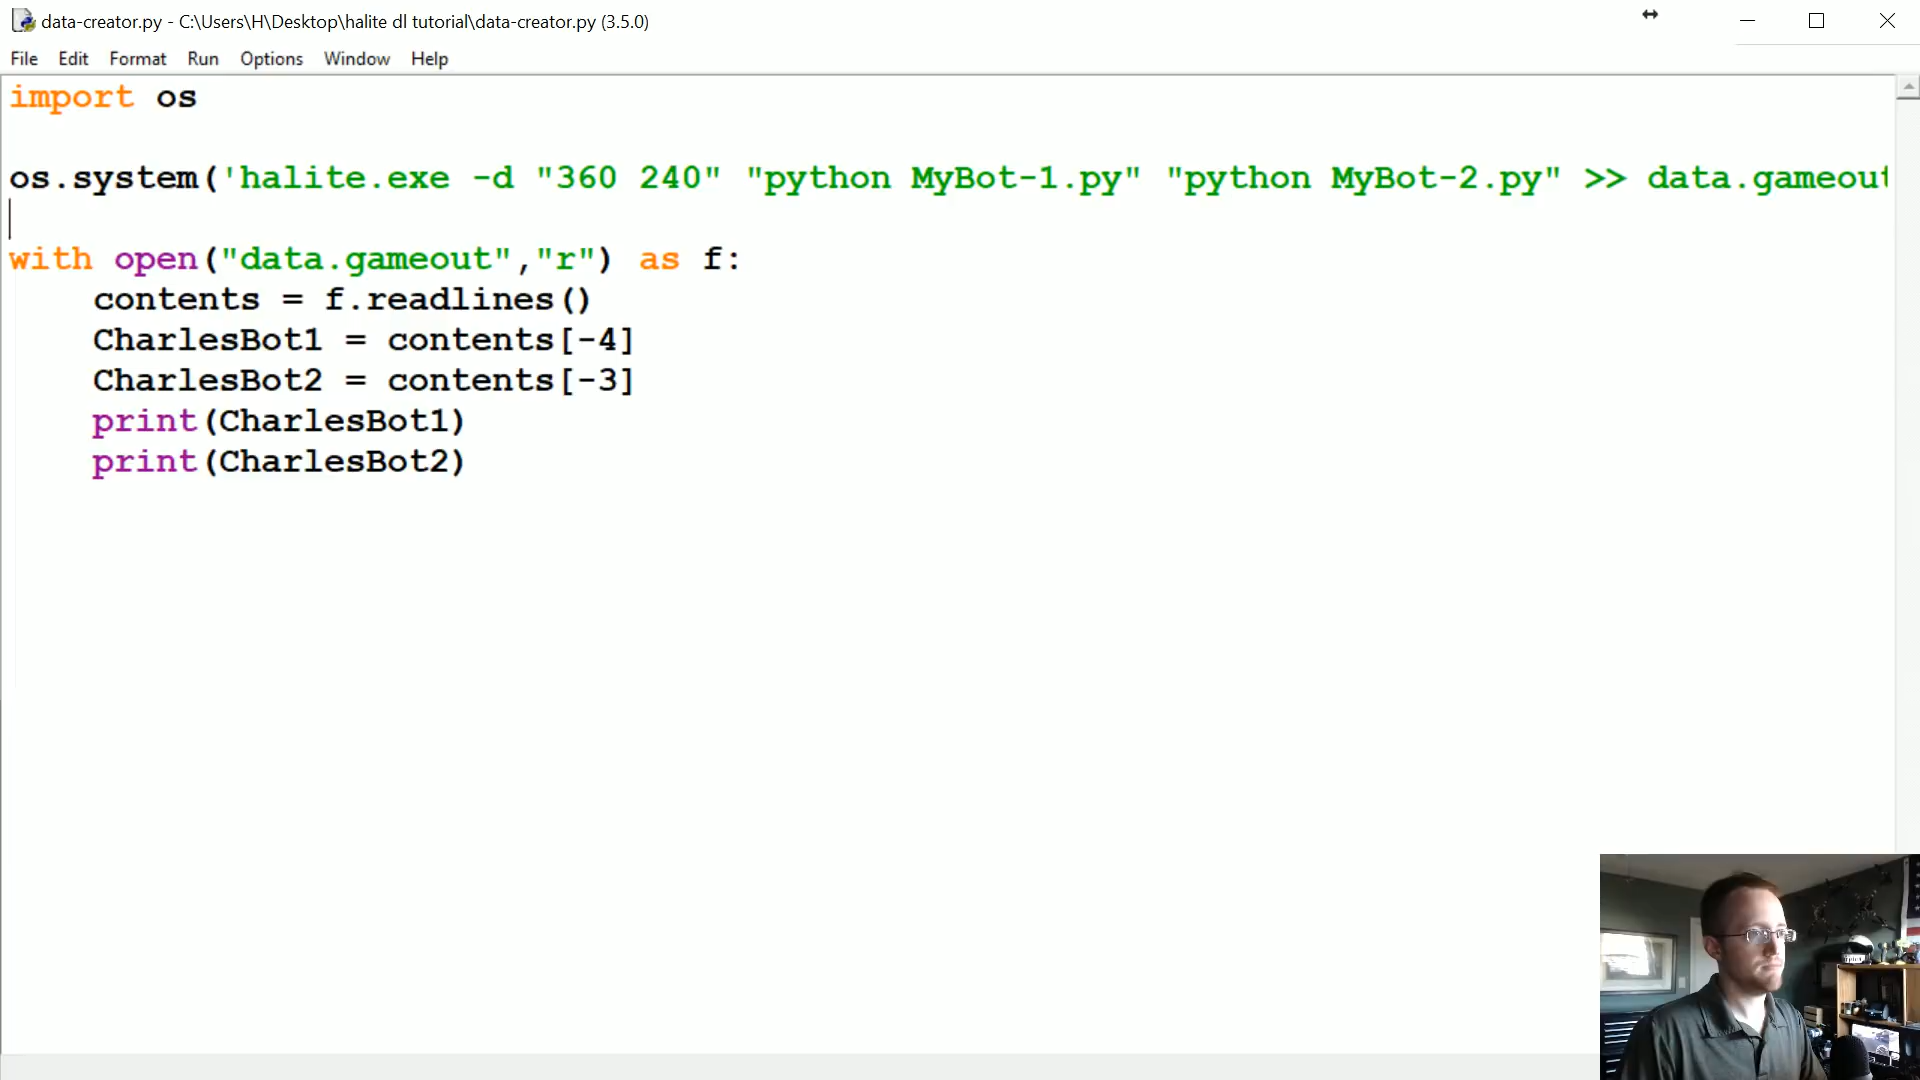 data-creator.py - C:\Users\H\Desktop\halite dl tutorial\data-creator.py (3.5.0)
File Edit Format Run Options Window Help
import os
os.system('halite.exe -d "360 240" "python MyBot-1.py" "python MyBot-2.py" >> data.gameout
with open("data.gameout","r") as f:
    contents = f.readlines()
    CharlesBot1 = contents[-4]
    CharlesBot2 = contents[-3]
    print(CharlesBot1)
    print(CharlesBot2)